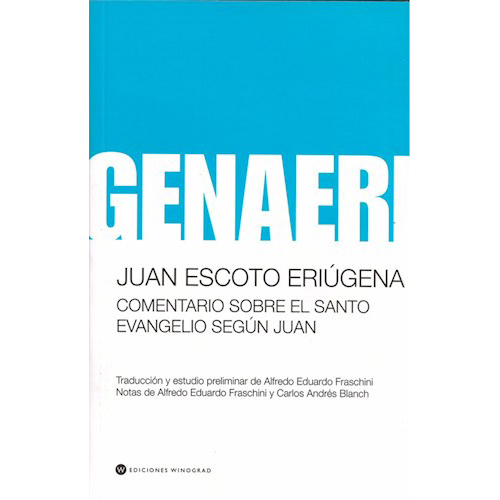 GENAERI
JUAN ESCOTO ERIÚGENA
COMENTARIO SOBRE EL SANTO
EVANGELIO SEGÚN JUAN
Traducción y estudio preliminar de Alfredo Eduardo Fraschini
Notas de Alfredo Eduardo Fraschini y Carlos Andrés Blanch
W EDICIONES WINOGRAD